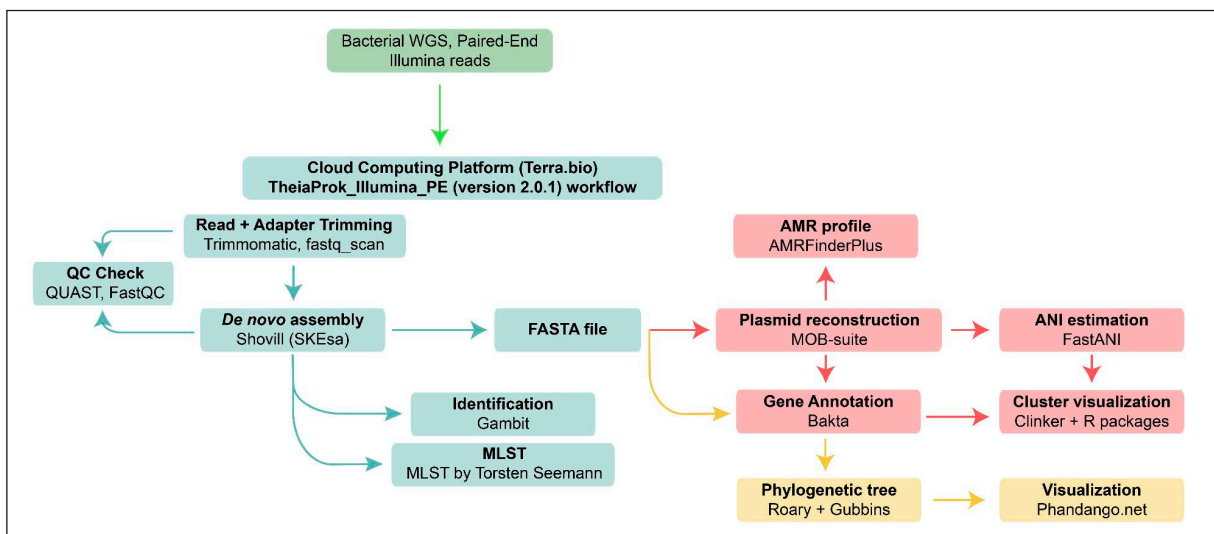 Bacterial WGS, Paired-End
Illumina reads
Cloud Computing Platform (Terra.bio)
TheiaProk_Illumina_PE (version 2.0.1) workflow
Read + Adapter Trimming
Trimmomatic, fastq_scan
QC Check
QUAST, FastQC
De novo assembly
Shovill (SKEsa)
FASTA file
Identification
Gambit
MLST
MLST by Torsten Seemann
AMR profile
AMRFinderPlus
Plasmid reconstruction
MOB-suite
ANI estimation
FastANI
Gene Annotation
Bakta
Cluster visualization
Clinker + R packages
Phylogenetic tree
Roary + Gubbins
Visualization
Phandango.net